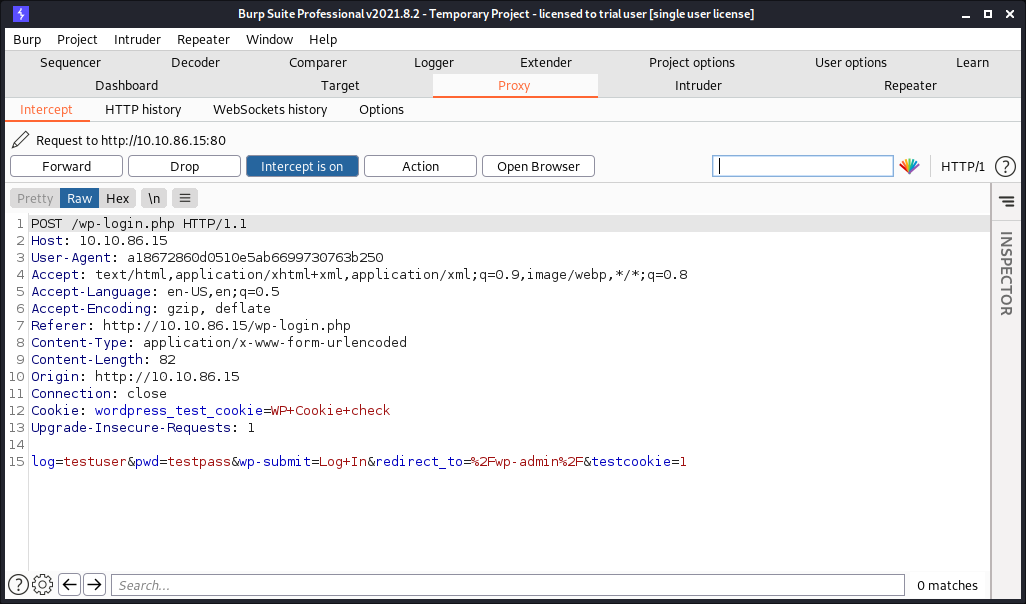 Burp Suite Professional v2021.8.2 - Temporary Project - licensed to trial user [single user license]
Burp Project Intruder Repeater Window Help
Sequencer Decoder Comparer Logger Extender Project options User options Learn
Dashboard Target Proxy Intruder Repeater
Intercept HTTP history WebSockets history Options
Request to http://10.10.86.15:80
Forward Drop Intercept is on Action Open Browser HTTP/1 ?
Pretty Raw Hex \n
INSPECTOR
1 POST /wp-login.php HTTP/1.1
2 Host: 10.10.86.15
3 User-Agent: a18672860d0510e5ab6699730763b250
4 Accept: text/html,application/xhtml+xml,application/xml;q=0.9,image/webp,*/*;q=0.8
5 Accept-Language: en-US,en;q=0.5
6 Accept-Encoding: gzip, deflate
7 Referer: http://10.10.86.15/wp-login.php
8 Content-Type: application/x-www-form-urlencoded
9 Content-Length: 82
10 Origin: http://10.10.86.15
11 Connection: close
12 Cookie: wordpress_test_cookie=WP+Cookie+check
13 Upgrade-Insecure-Requests: 1
14
15 log=testuser&pwd=testpass&wp-submit=Log+In&redirect_to=%2Fwp-admin%2F&testcookie=1
? Search... 0 matches